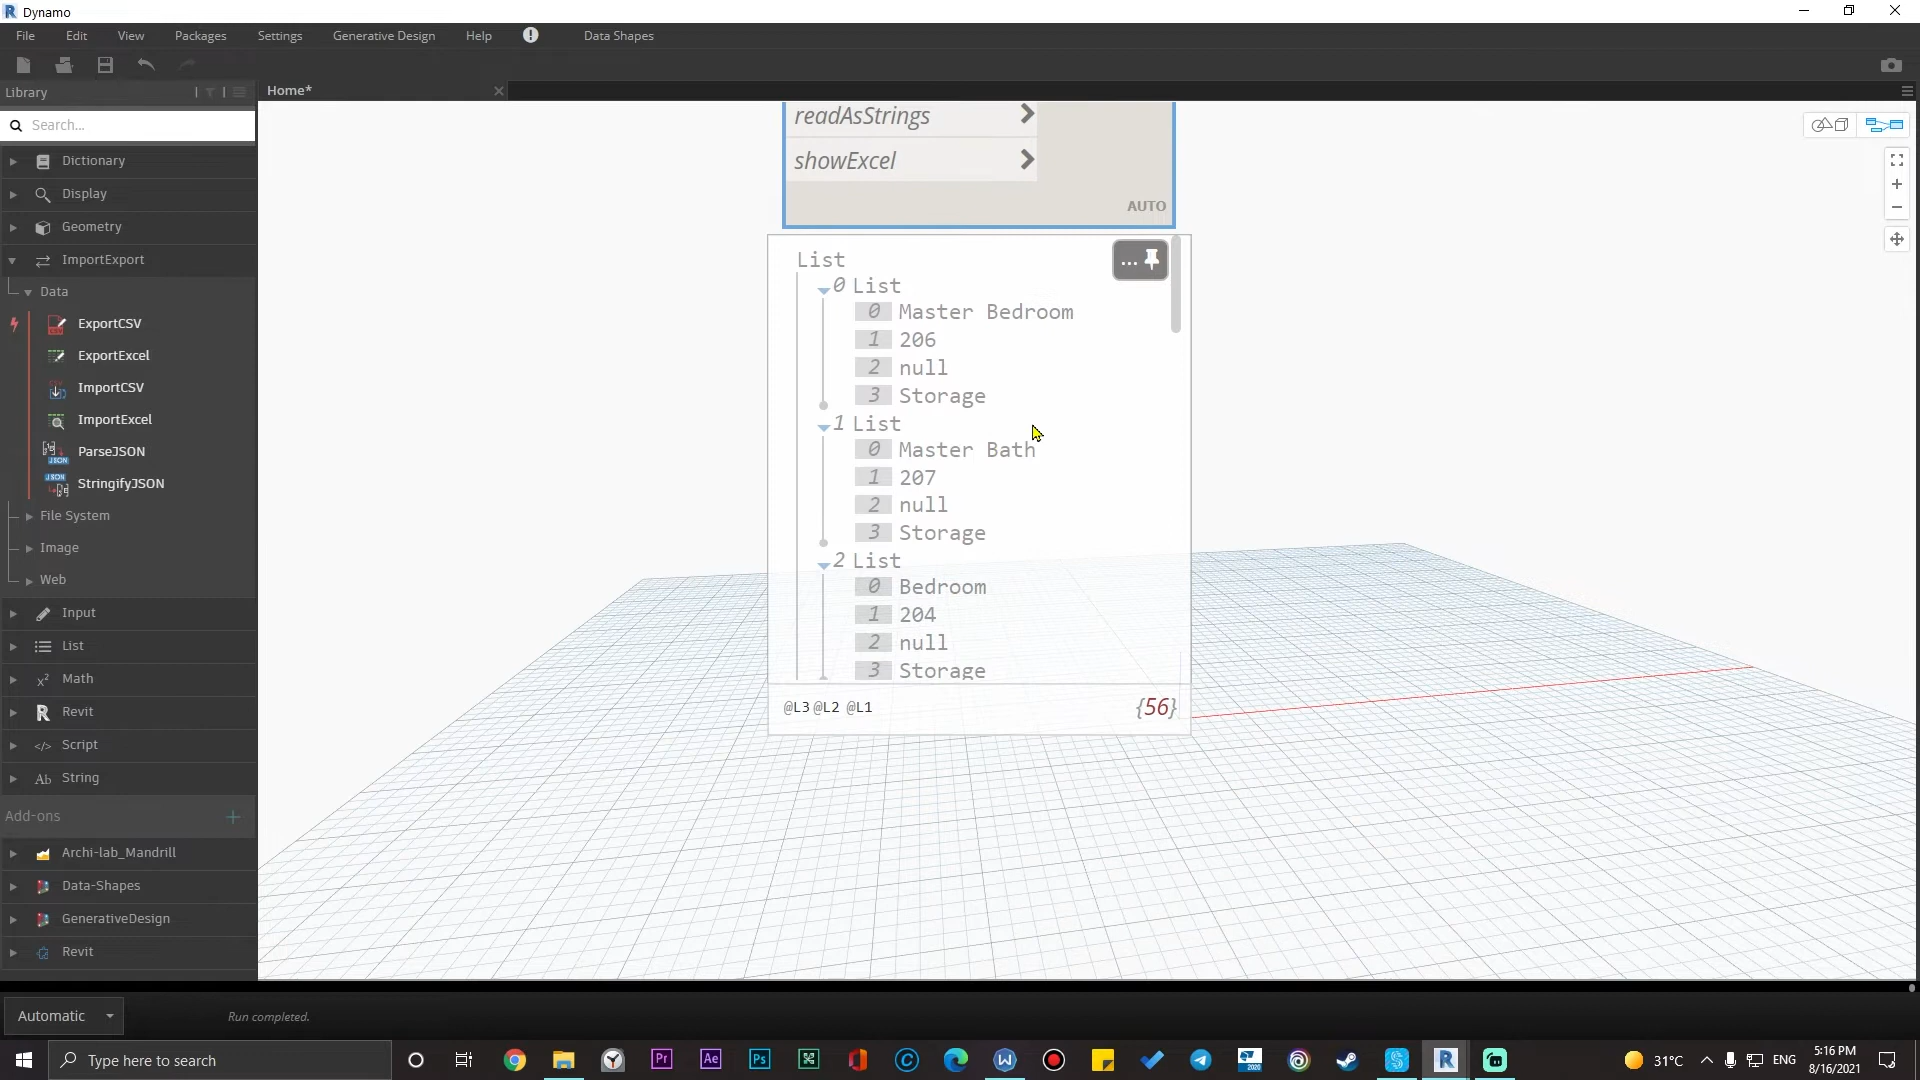 Dynamo
File Edit View Packages Settings Generative Design Help Data Shapes
Library
Home*
Search...
Dictionary
Display
Geometry
ImportExport
Data
ExportCSV
ExportExcel
ImportCSV
ImportExcel
ParseJSON
StringifyJSON
File System
Image
Web
Input
List
Math
Revit
Script
String
Add-ons
Archi-lab_Mandrill
Data-Shapes
GenerativeDesign
Revit
readAsStrings
showExcel
AUTO
List
0 List
0 Master Bedroom
1 206
2 null
3 Storage
1 List
0 Master Bath
1 207
2 null
3 Storage
2 List
0 Bedroom
1 204
2 null
3 Storage
@L3 @L2 @L1 {56}
Automatic
Run completed.
Type here to search
31°C
ENG
5:16 PM
8/16/2021